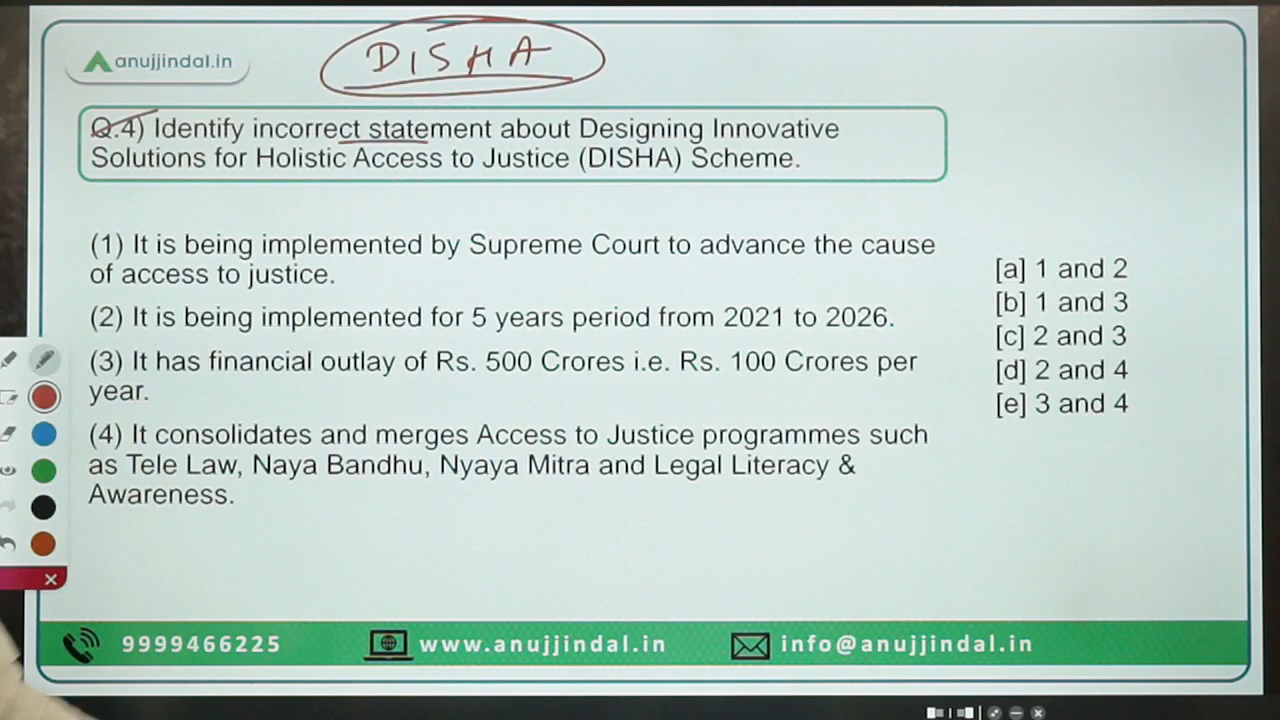 DISHA
anujjindal.in
Q.4) Identify incorrect statement about Designing Innovative
Solutions for Holistic Access to Justice (DISHA) Scheme.
(1) It is being implemented by Supreme Court to advance the cause
of access to justice.
(2) It is being implemented for 5 years period from 2021 to 2026.
(3) It has financial outlay of Rs. 500 Crores i.e. Rs. 100 Crores per
year.
(4) It consolidates and merges Access to Justice programmes such
as Tele Law, Naya Bandhu, Nyaya Mitra and Legal Literacy &
Awareness.
[a] 1 and 2
[b] 1 and 3
[c] 2 and 3
[d] 2 and 4
[e] 3 and 4
9999466225
www.anujjindal.in
info@anujjindal.in